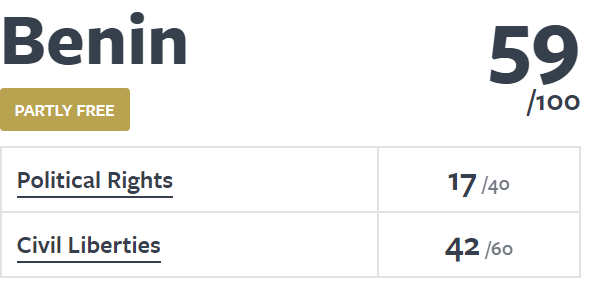 Benin
59
/100
PARTLY FREE
Political Rights 17 /40
Civil Liberties 42 /60